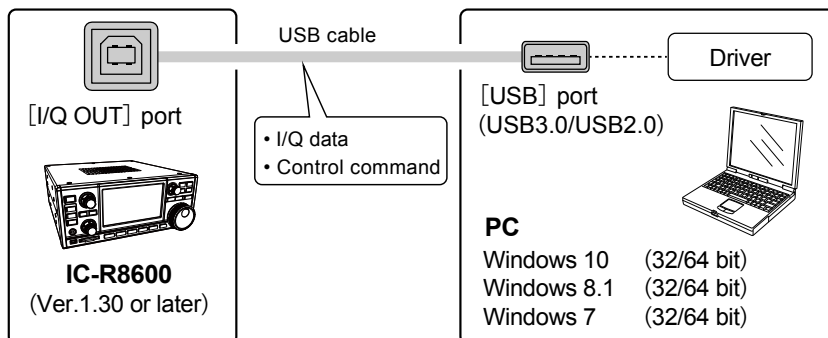 USB cable
[I/Q OUT] port
• I/Q data
• Control command
IC-R8600
(Ver.1.30 or later)
Driver
[USB] port
(USB3.0/USB2.0)
PC
Windows 10 (32/64 bit)
Windows 8.1 (32/64 bit)
Windows 7 (32/64 bit)